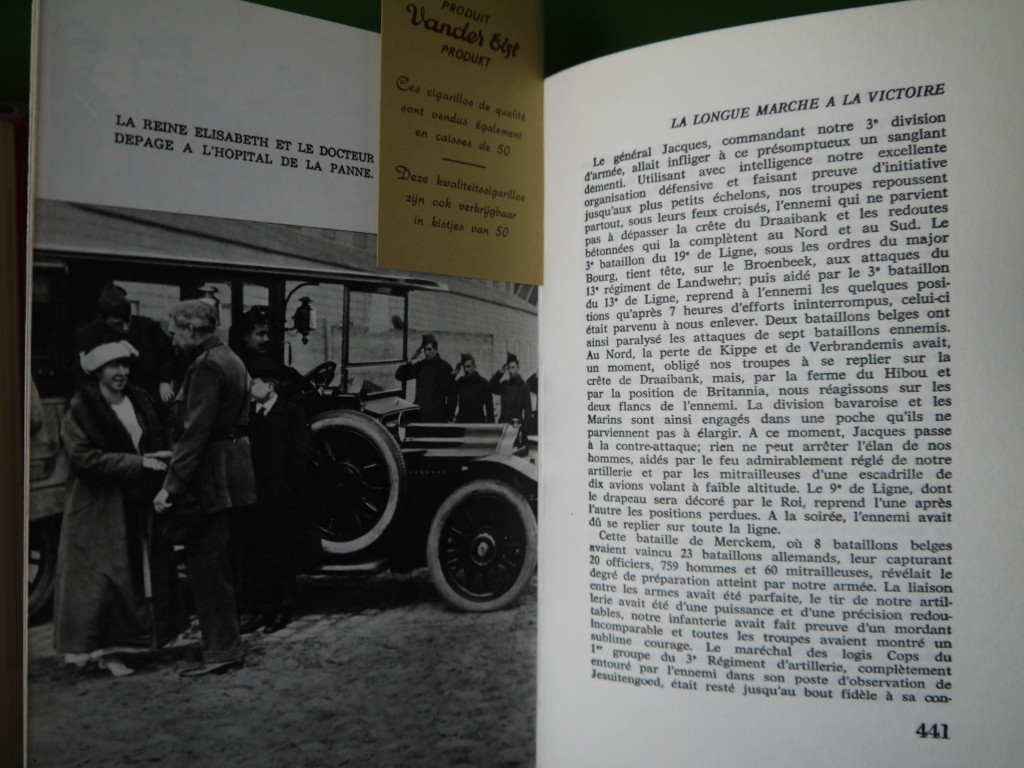 LA REINE ELISABETH ET LE DOCTEUR
DEPAGE A L'HOPITAL DE LA PANNE.
PRODUIT
Vander Elst
PRODUKT
Ces cigarillos de qualité
sont vendus également
en caisses de 50
Deze kwaliteitssigarillos
zijn ook verkrijgbaar
in kistjes van 50
LA LONGUE MARCHE A LA VICTOIRE
Le général Jacques, commandant notre 3e division
d'armée, allait infliger à ce présomptueux un sanglant
démenti. Utilisant avec intelligence notre excellente
organisation défensive et faisant preuve d'initiative
jusqu'aux plus petits échelons, nos troupes repoussent
partout, sous leurs feux croisés, l'ennemi qui ne parvient
pas à dépasser la crête du Draaibank et les redoutes
bétonnées qui la complètent au Nord et au Sud. Le
3e bataillon du 19e de Ligne, sous les ordres du major
Bourg, tient tête, sur le Broenbeek, aux attaques du
13e régiment de Landwehr; puis aidé par le 3e bataillon
du 13e de Ligne, reprend à l'ennemi les quelques posi-
tions qu'après 7 heures d'efforts ininterrompus, celui-ci
était parvenu à nous enlever. Deux bataillons belges ont
ainsi paralysé les attaques de sept bataillons ennemis.
Au Nord, la perte de Kippe et de Verbrandemis avait,
un moment, obligé nos troupes à se replier sur la
crête de Draaibank, mais, par la ferme du Hibou et
par la position de Britannia, nous réagissons sur les
deux flancs de l'ennemi. La division bavaroise et les
Marins sont ainsi engagés dans une poche qu'ils ne
parviennent pas à élargir. A ce moment, Jacques passe
à la contre-attaque; rien ne peut arrêter l'élan de nos
hommes, aidés par le feu admirablement réglé de notre
artillerie et par les mitrailleuses d'une escadrille de
dix avions volant à faible altitude. Le 9e de Ligne, dont
le drapeau sera décoré par le Roi, reprend l'une après
l'autre les positions perdues. A la soirée, l'ennemi avait
dû se replier sur toute la ligne.
Cette bataille de Merckem, où 8 bataillons belges
avaient vaincu 23 bataillons allemands, leur capturant
20 officiers, 759 hommes et 60 mitrailleuses, révélait le
degré de préparation atteint par notre armée. La liaison
entre les armes avait été parfaite, le tir de notre artil-
lerie avait été d'une puissance et d'une précision redou-
tables, notre infanterie avait fait preuve d'un mordant
incomparable et toutes les troupes avaient montré un
sublime courage. Le maréchal des logis Cops du
1er groupe du 3e Régiment d'artillerie, complètement
entouré par l'ennemi dans son poste d'observation de
Jesuitengoed, était resté jusqu'au bout fidèle à sa con-
441